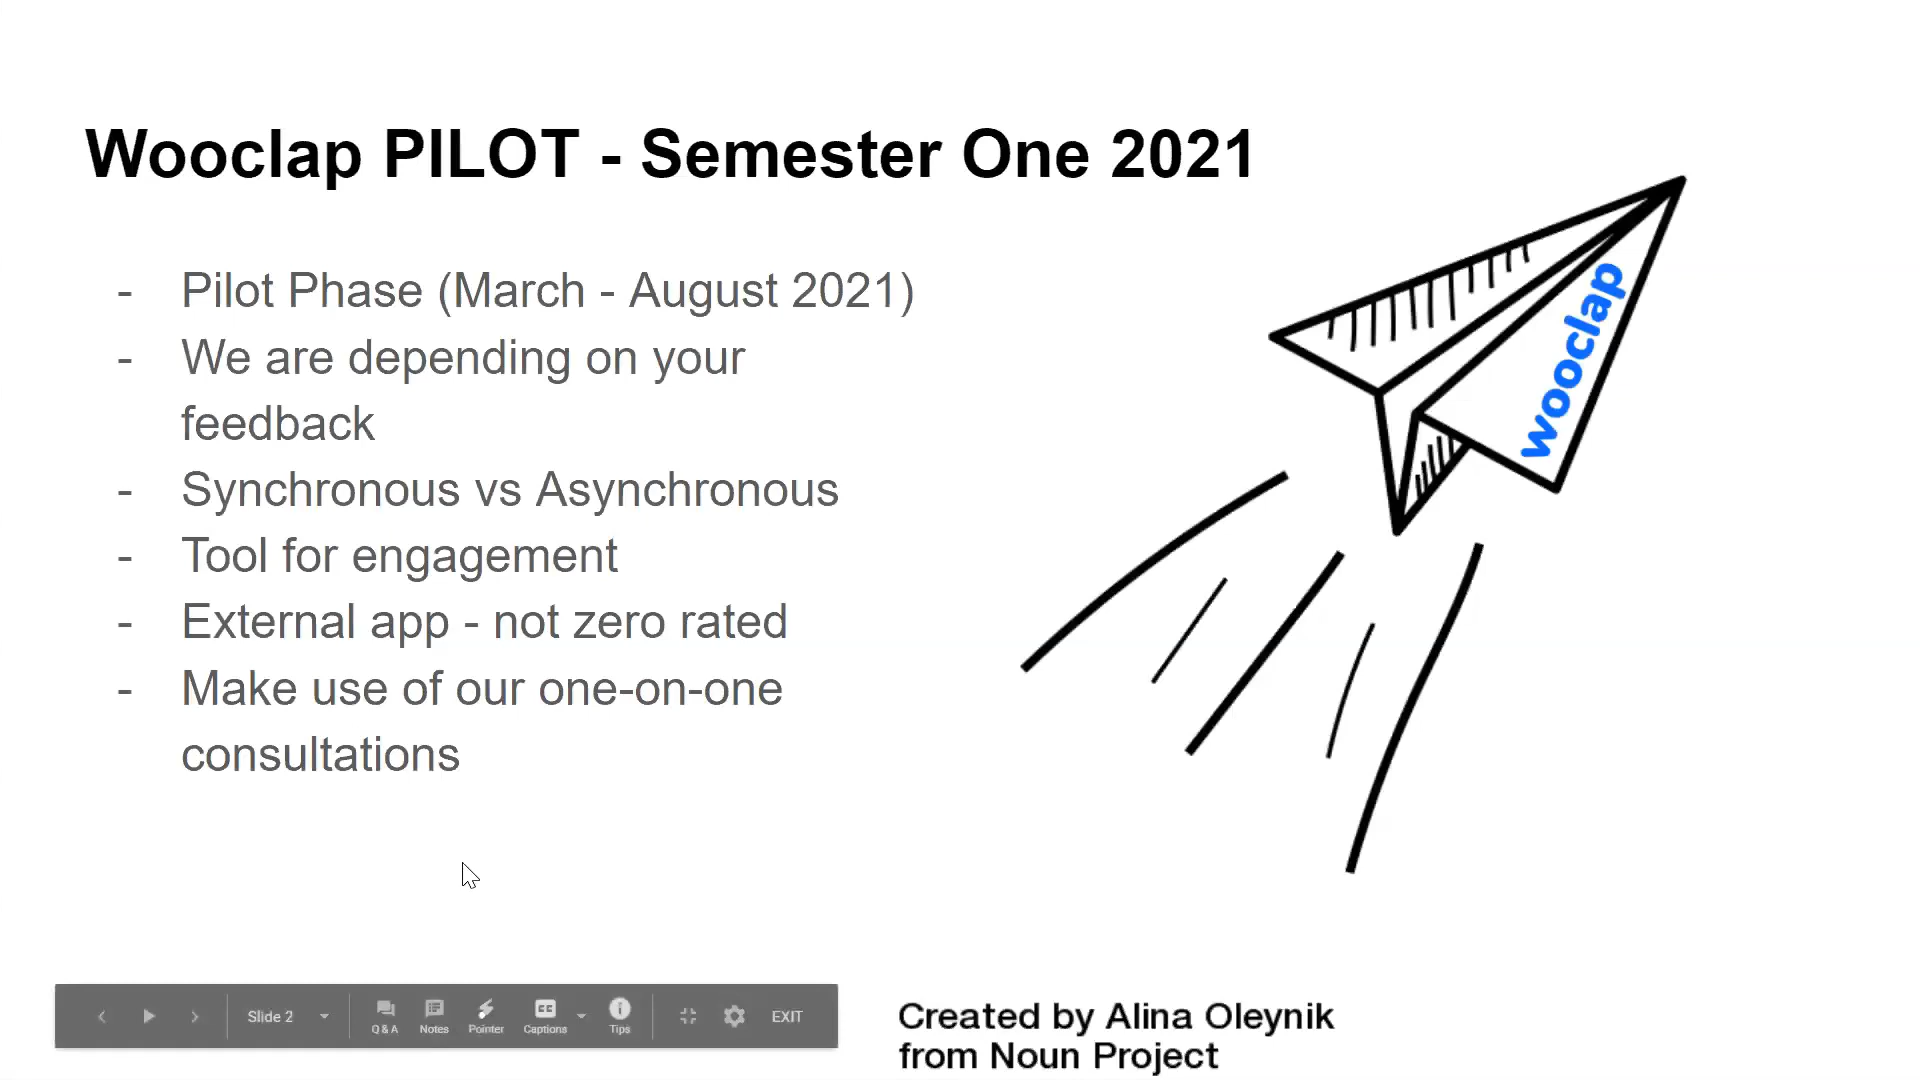 Wooclap PILOT - Semester One 2021
- Pilot Phase (March - August 2021)
- We are depending on your
feedback
- Synchronous vs Asynchronous
- Tool for engagement
- External app - not zero rated
- Make use of our one-on-one
consultations
wooclap
Slide 2
Q & A
Notes
Pointer
CC
Captions
Tips
EXIT
Created by Alina Oleynik
from Noun Project